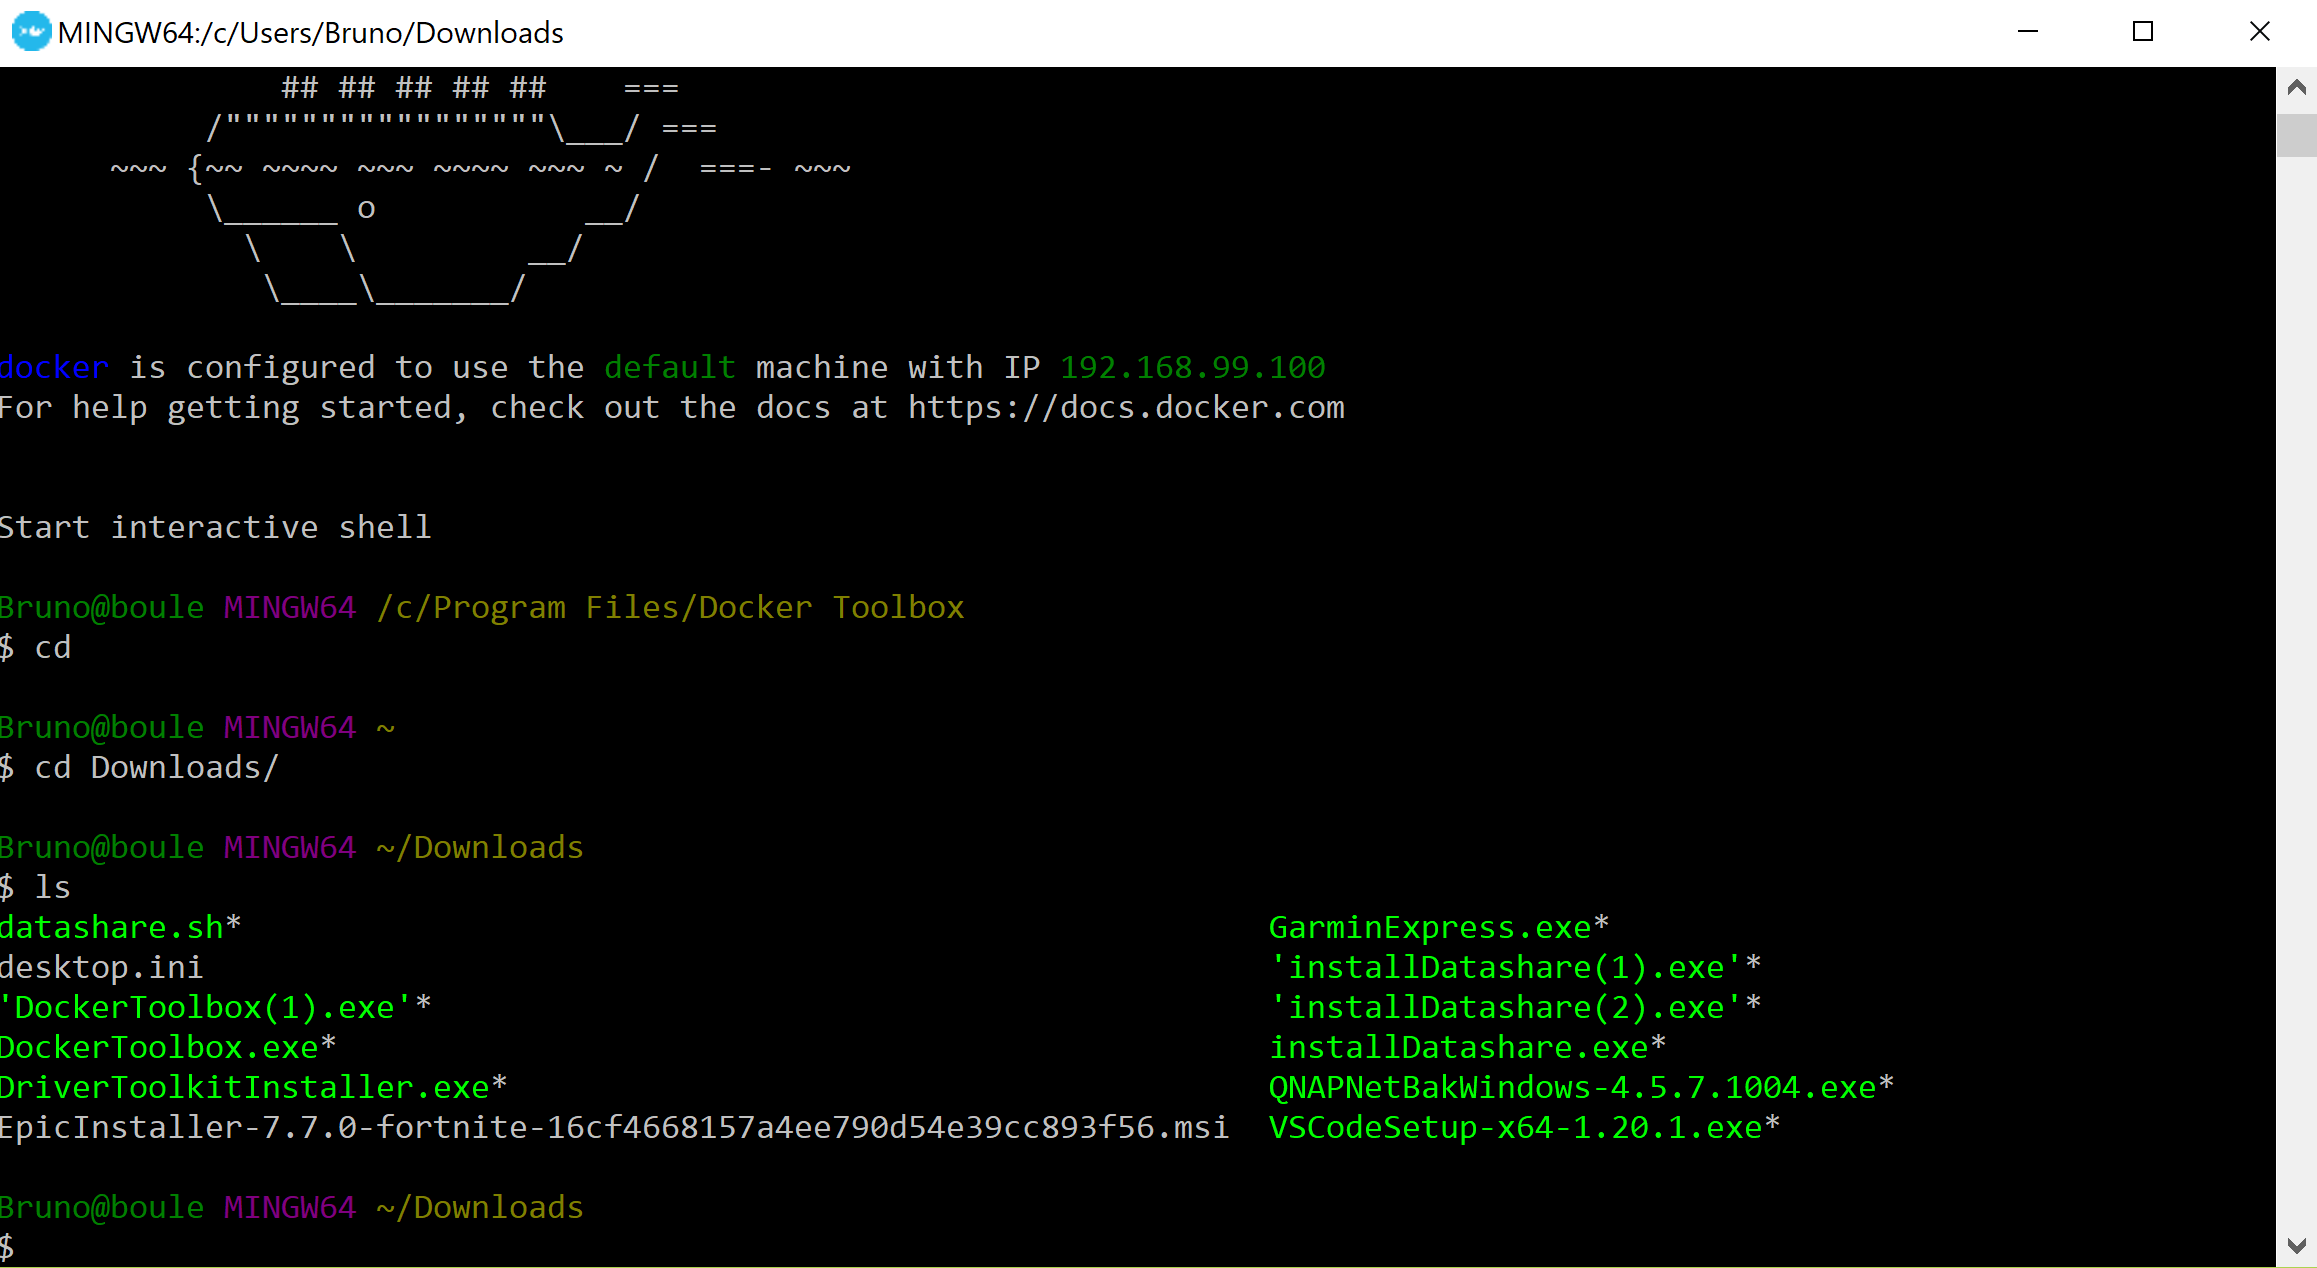 MINGW64:/c/Users/Bruno/Downloads
              ## ## ## ## ##    ===
           /"""""""""""""""""\___/ ===
      ~~~ {~~ ~~~~ ~~~ ~~~~ ~~~ ~ /  ===- ~~~
           \______ o           __/
             \    \         __/
              \____\_______/
docker is configured to use the default machine with IP 192.168.99.100
For help getting started, check out the docs at https://docs.docker.com
Start interactive shell
Bruno@boule MINGW64 /c/Program Files/Docker Toolbox
$ cd
Bruno@boule MINGW64 ~
$ cd Downloads/
Bruno@boule MINGW64 ~/Downloads
$ ls
datashare.sh* GarminExpress.exe*
desktop.ini 'installDatashare(1).exe'*
'DockerToolbox(1).exe'* 'installDatashare(2).exe'*
DockerToolbox.exe* installDatashare.exe*
DriverToolkitInstaller.exe* QNAPNetBakWindows-4.5.7.1004.exe*
EpicInstaller-7.7.0-fortnite-16cf4668157a4ee790d54e39cc893f56.msi VSCodeSetup-x64-1.20.1.exe*
Bruno@boule MINGW64 ~/Downloads
$